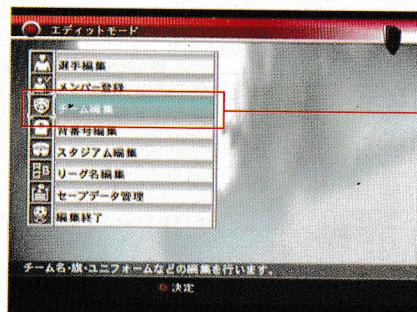 エディットモード
選手編集
メンバー登録
チーム編集
背番号編集
スタジアム編集
リーグ名編集
セーブデータ管理
編集終了
チーム名・旗・ユニフォームなどの編集を行います。
決定